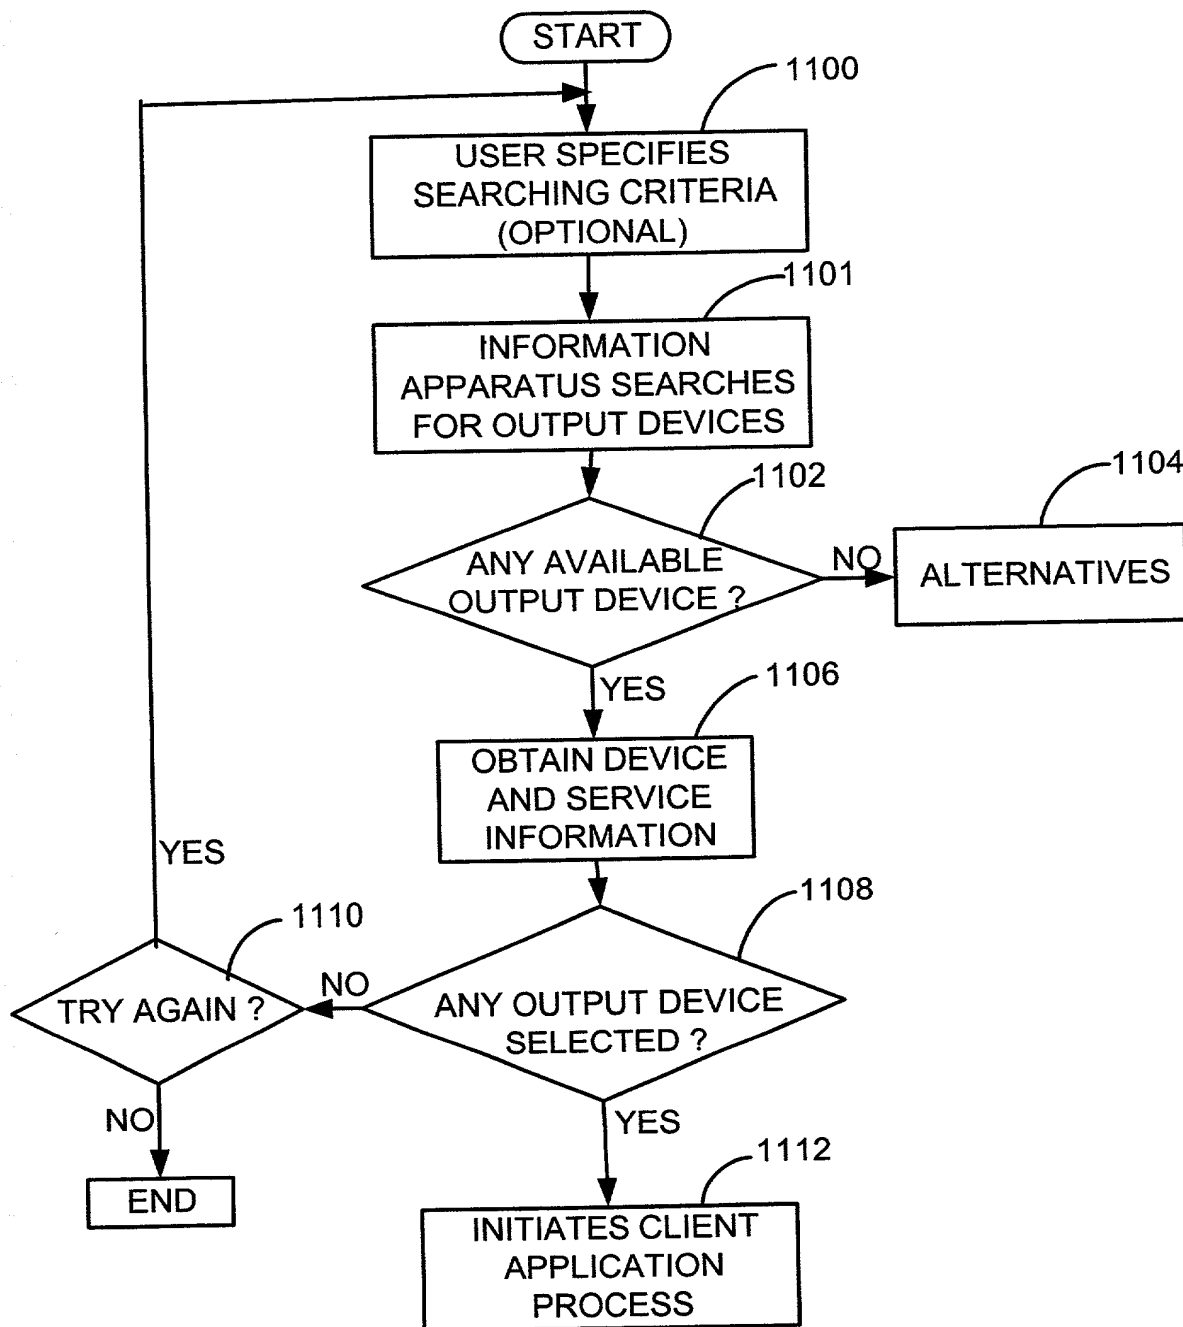 START
1100
USER SPECIFIES
SEARCHING CRITERIA
(OPTIONAL)
1101
INFORMATION
APPARATUS SEARCHES
FOR OUTPUT DEVICES
1102
1104
ANY AVAILABLE
OUTPUT DEVICE ?
NO
ALTERNATIVES
YES
1106
OBTAIN DEVICE
AND SERVICE
INFORMATION
YES
1108
1110
NO
TRY AGAIN ?
ANY OUTPUT DEVICE
SELECTED ?
NO
YES
1112
END
INITIATES CLIENT
APPLICATION
PROCESS